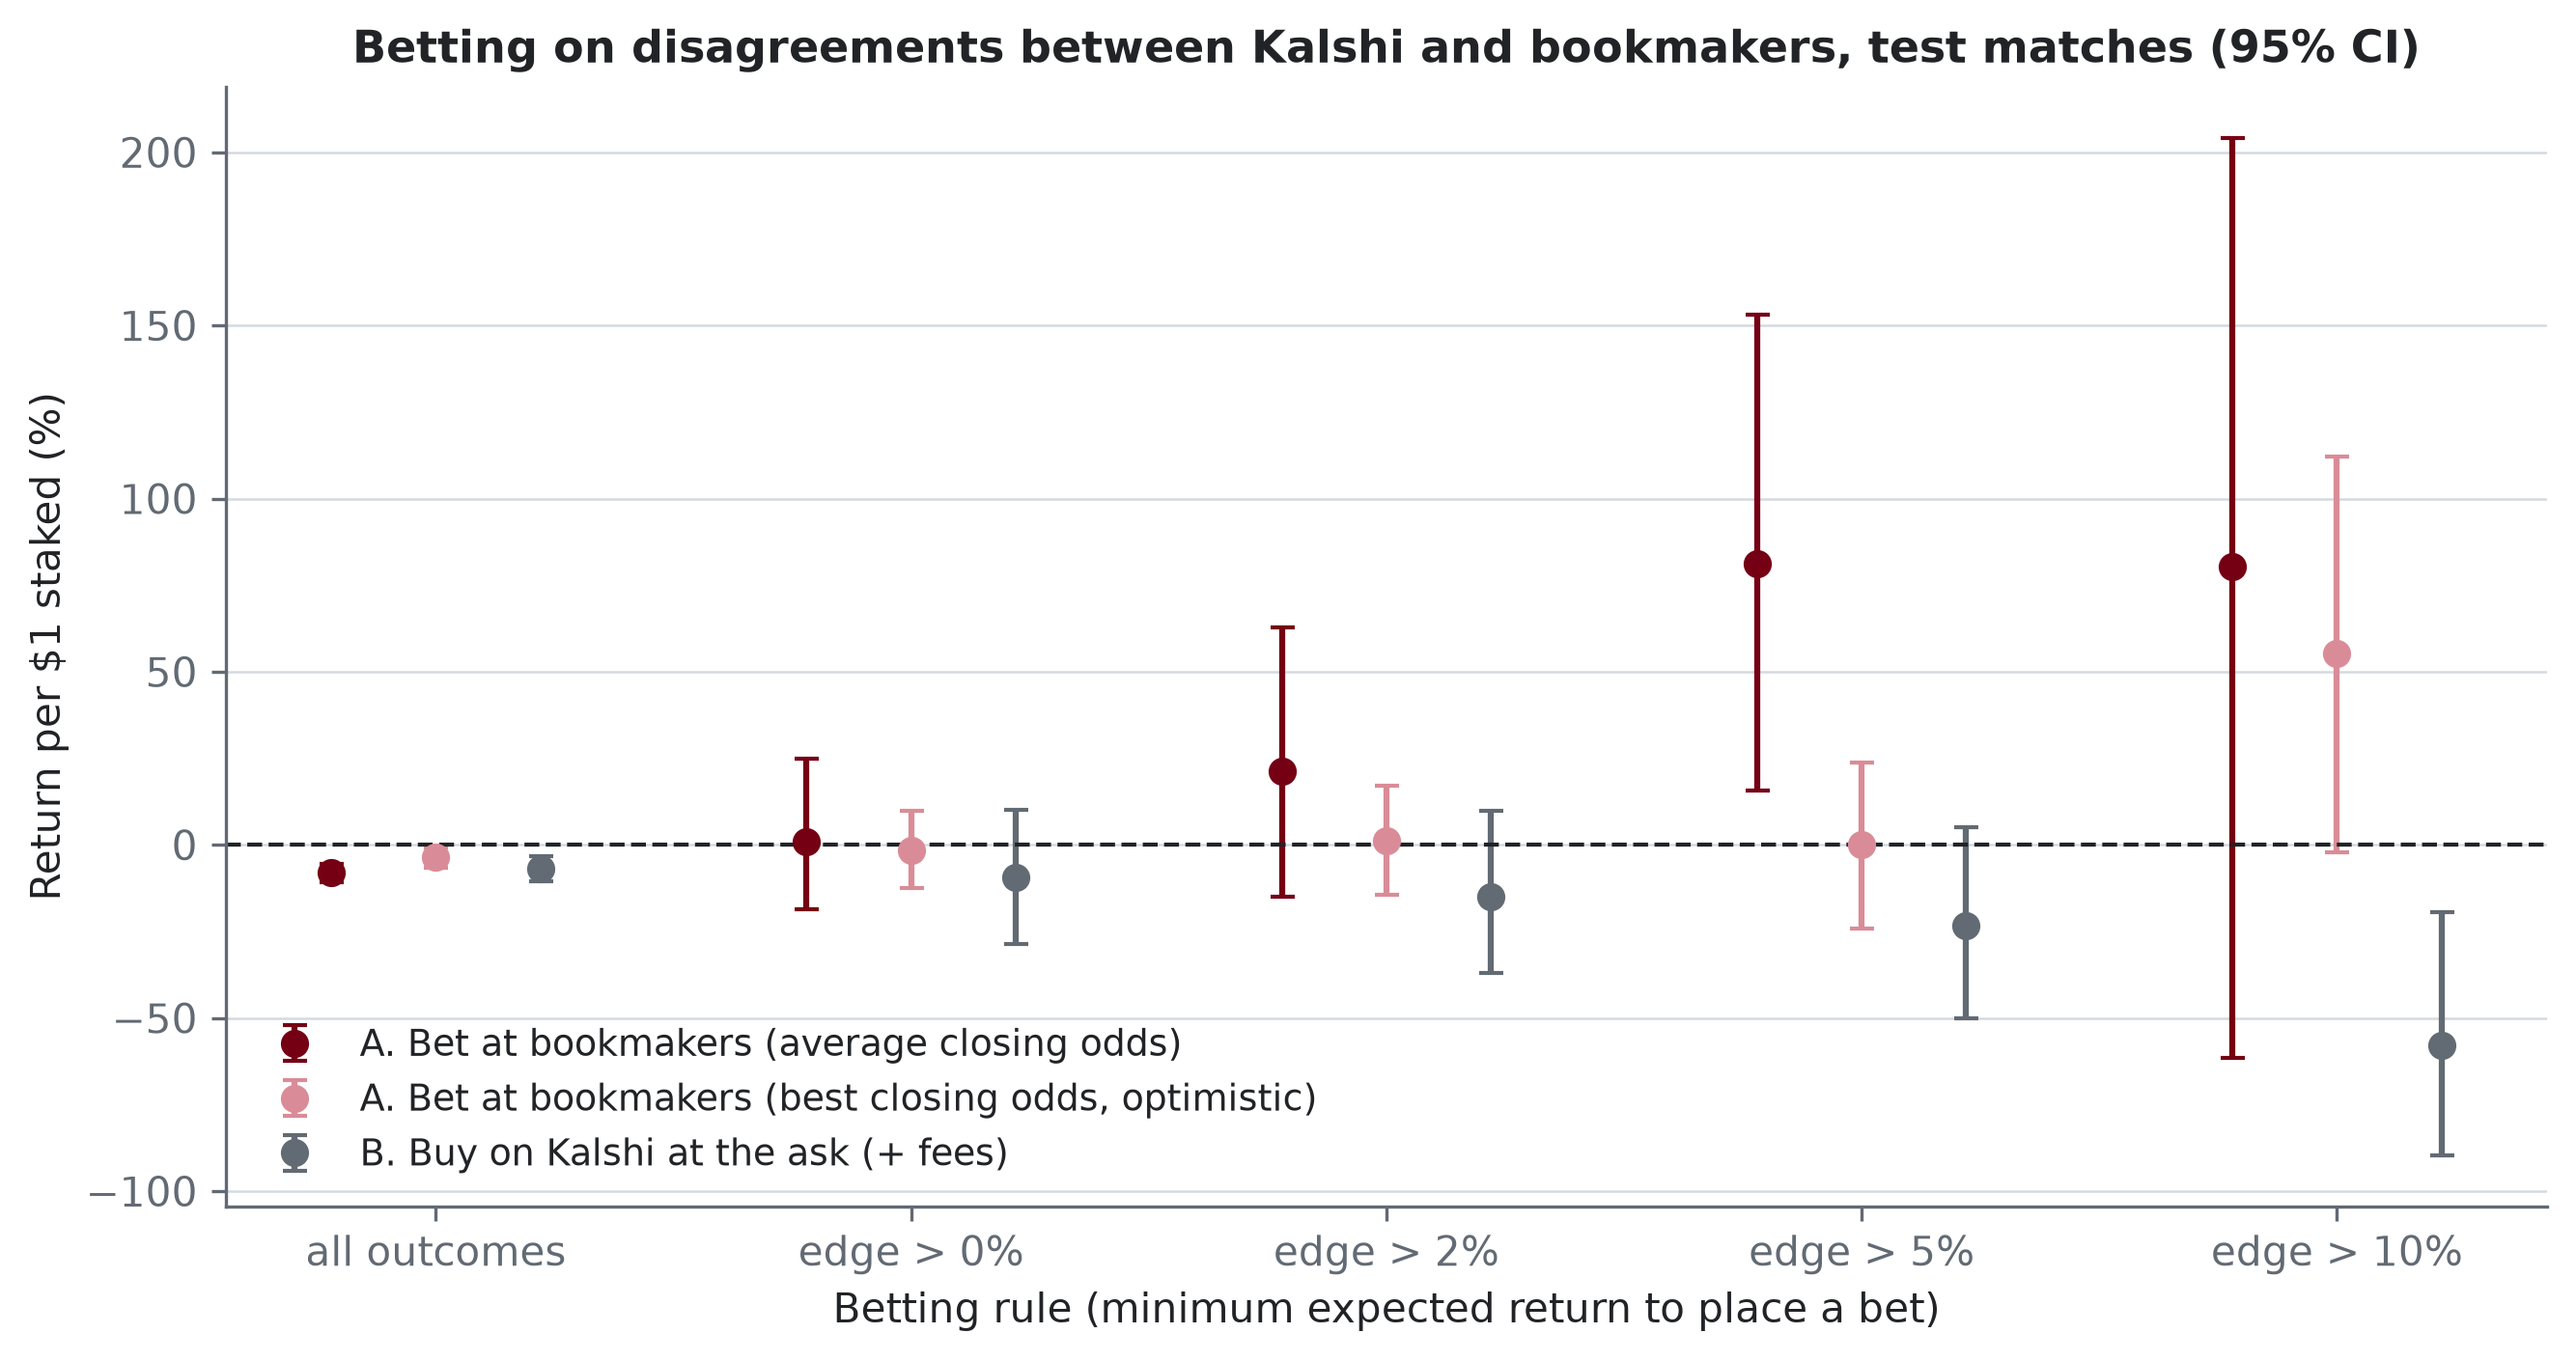 Betting on disagreements between Kalshi and bookmakers, test matches (95% CI)
Return per $1 staked (%)
200
150
100
50
0
−50
−100
A. Bet at bookmakers (average closing odds)
A. Bet at bookmakers (best closing odds, optimistic)
B. Buy on Kalshi at the ask (+ fees)
all outcomes
edge > 0%
edge > 2%
edge > 5%
edge > 10%
Betting rule (minimum expected return to place a bet)